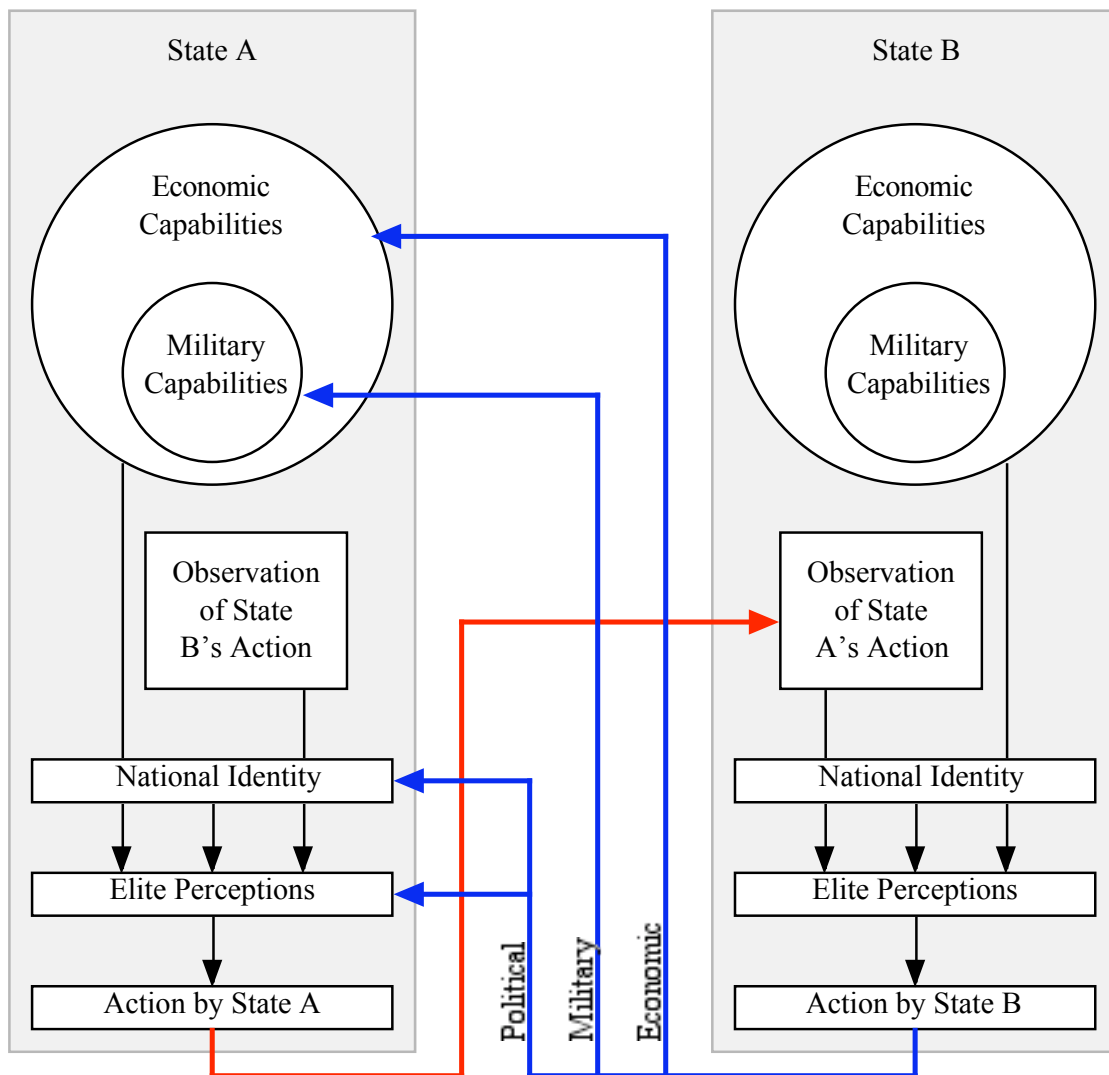 State A
Economic
Capabilities
Military
Capabilities
Observation
of State
B's Action
National Identity
Elite Perceptions
Action by State A
Political
Military
Economic
State B
Economic
Capabilities
Military
Capabilities
Observation
of State
A's Action
National Identity
Elite Perceptions
Action by State B